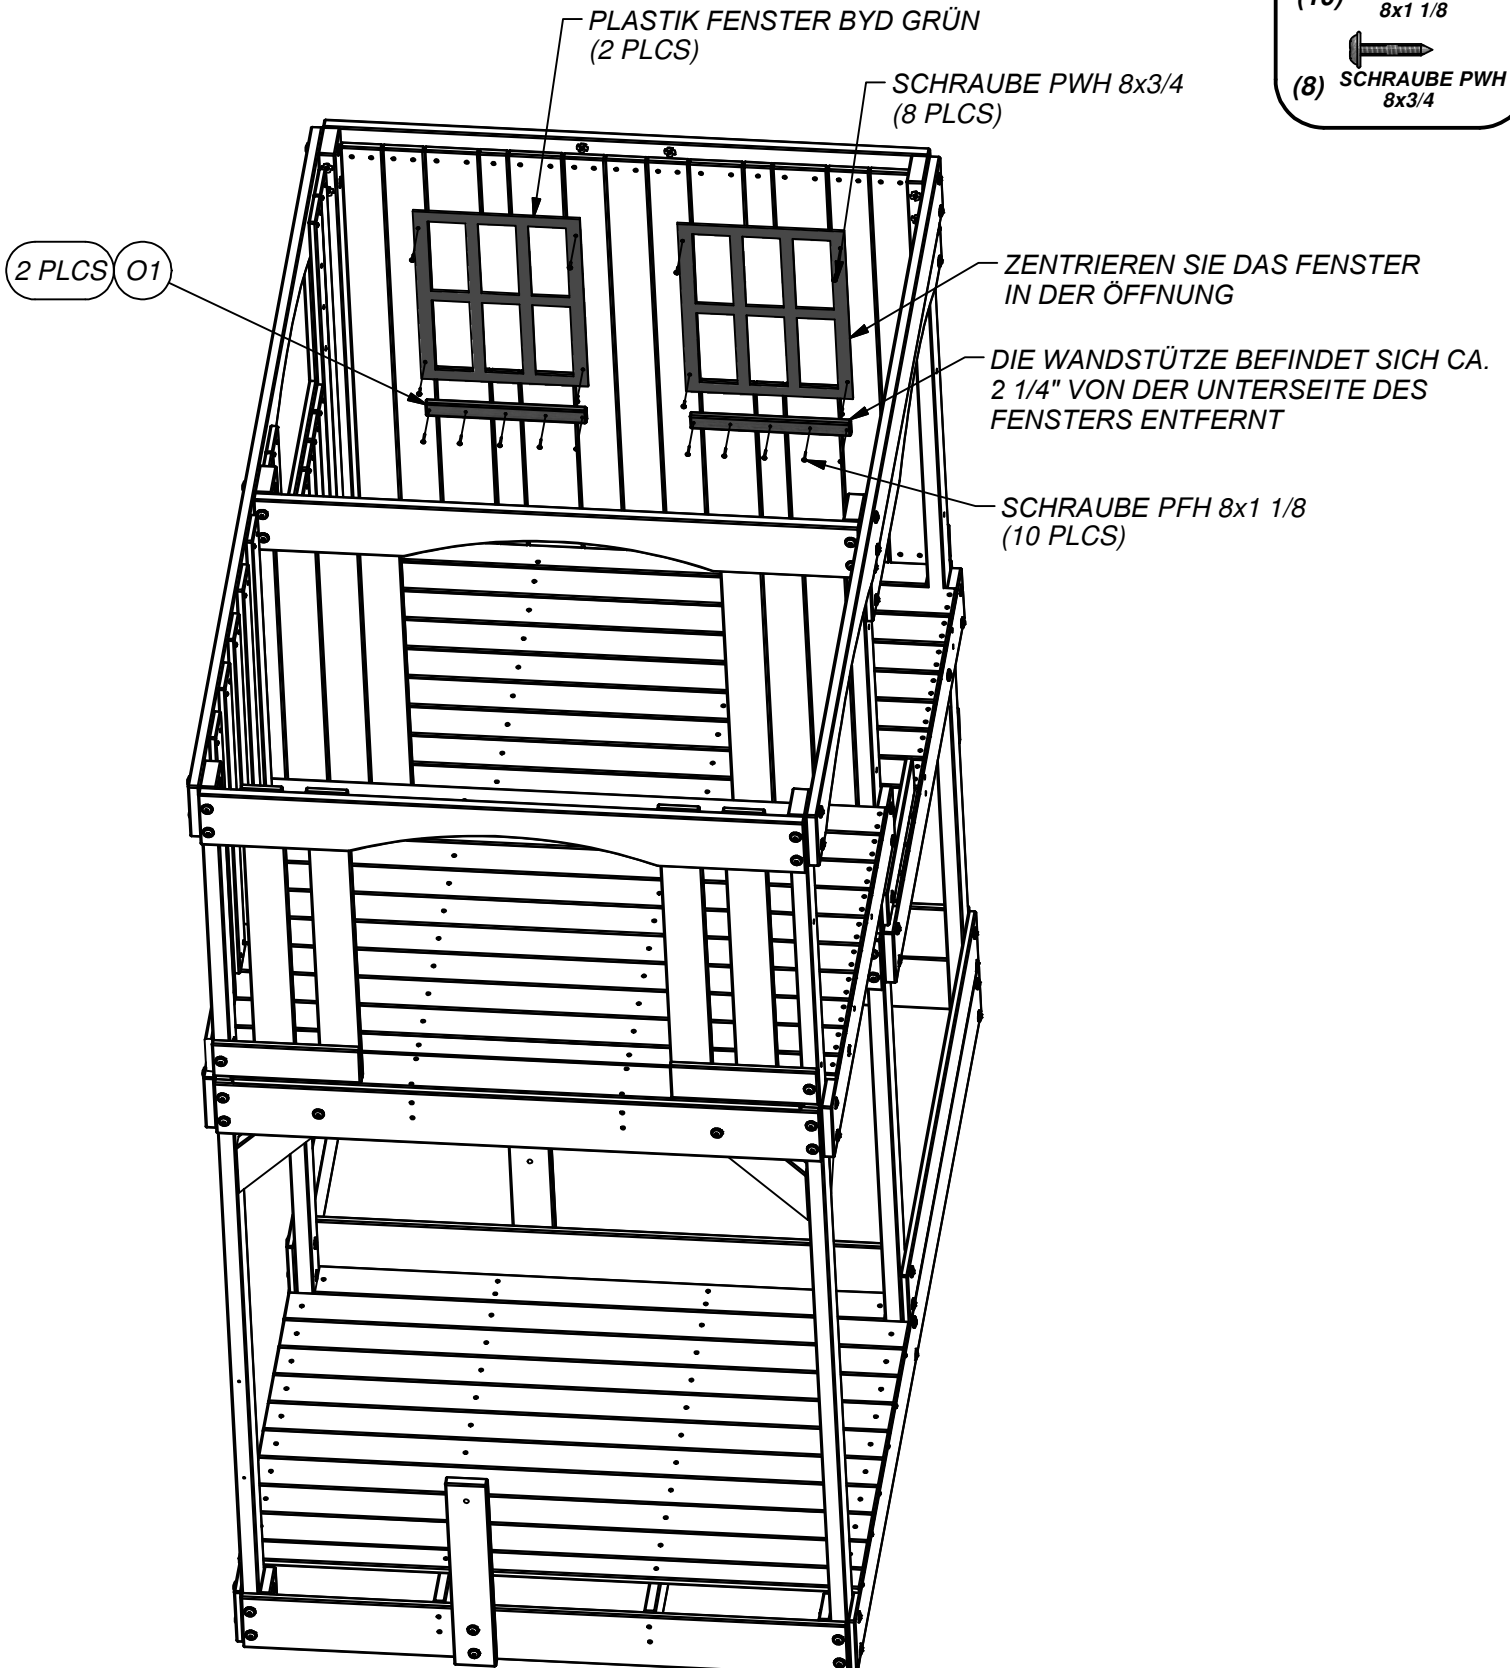 PLASTIK FENSTER BYD GRÜN
(2 PLCS)
SCHRAUBE PWH 8x3/4
(8 PLCS)
8x1 1/8
(8) SCHRAUBE PWH
8x3/4
2 PLCS O1
ZENTRIEREN SIE DAS FENSTER
IN DER ÖFFNUNG
DIE WANDSTÜTZE BEFINDET SICH CA.
2 1/4" VON DER UNTERSEITE DES
FENSTERS ENTFERNT
SCHRAUBE PFH 8x1 1/8
(10 PLCS)